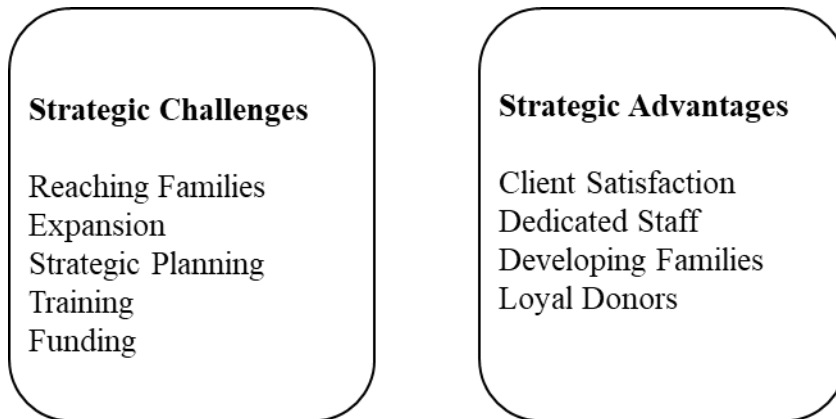 Strategic Challenges
Reaching Families
Expansion
Strategic Planning
Training
Funding
Strategic Advantages
Client Satisfaction
Dedicated Staff
Developing Families
Loyal Donors